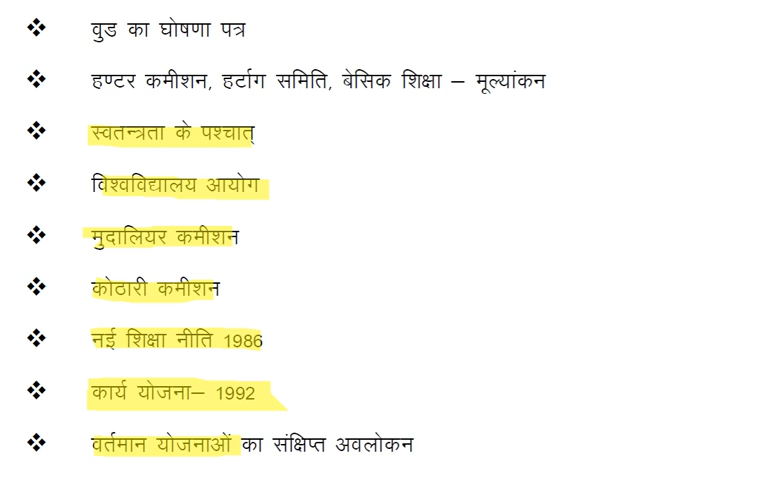 ❖ वुड का घोषणा पत्र
❖ हण्टर कमीशन, हर्टाग समिति, बेसिक शिक्षा – मूल्यांकन
❖ स्वतन्त्रता के पश्चात्
❖ विश्वविद्यालय आयोग
❖ मुदालियर कमीशन
❖ कोठारी कमीशन
❖ नई शिक्षा नीति 1986
❖ कार्य योजना– 1992
❖ वर्तमान योजनाओं का संक्षिप्त अवलोकन